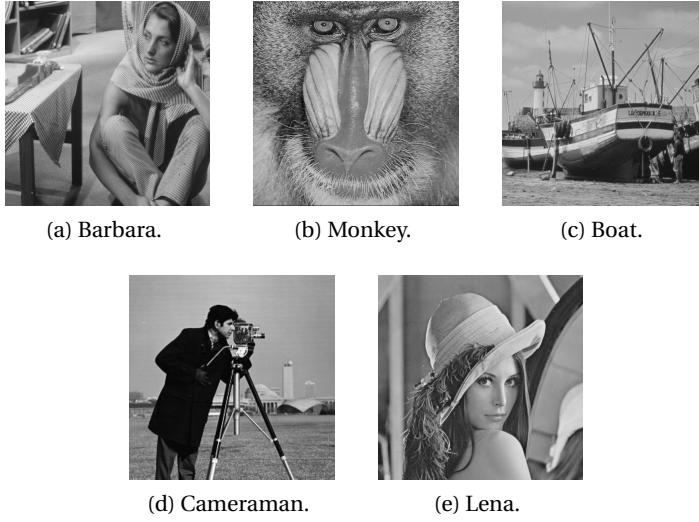 (a) Barbara.
(b) Monkey.
(c) Boat.
(d) Cameraman.
(e) Lena.